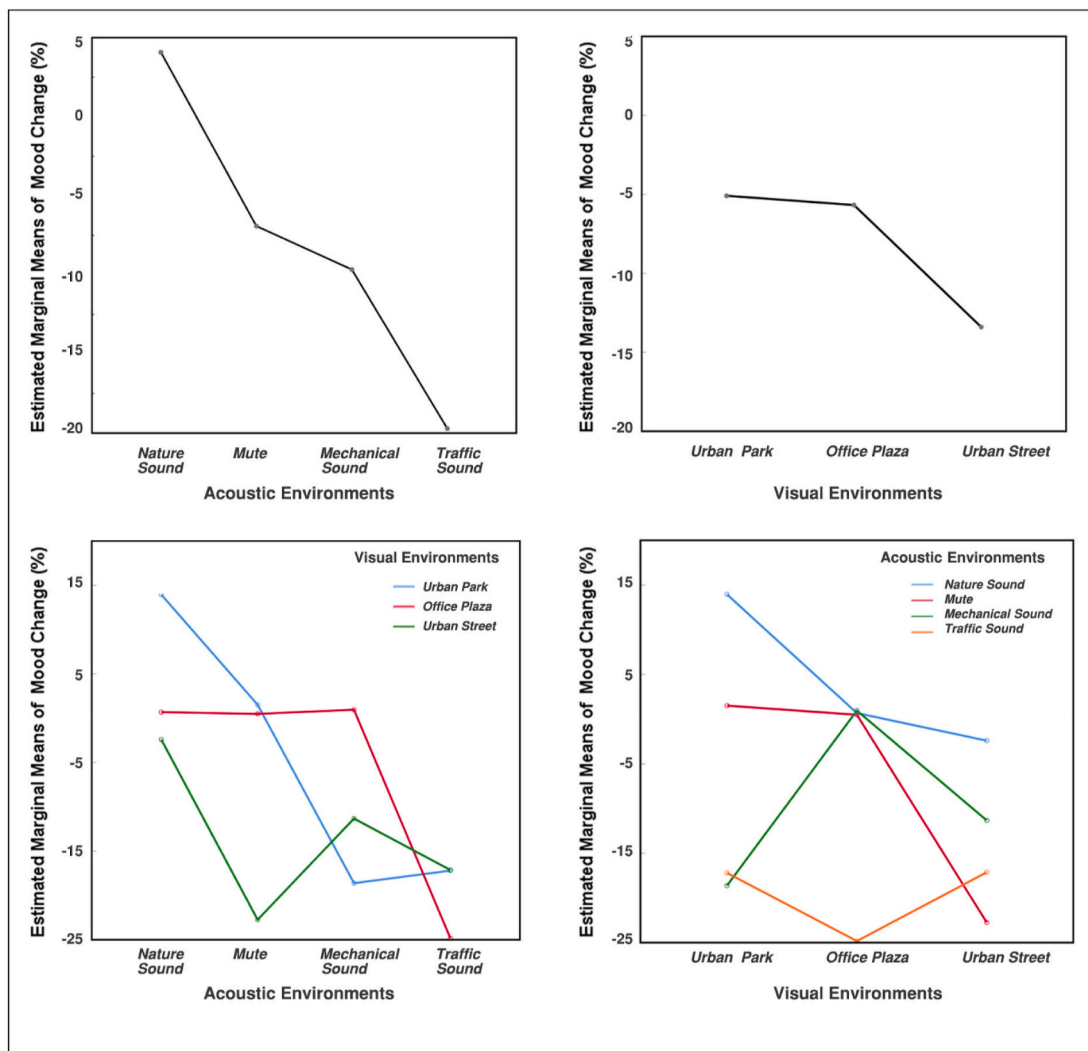 Estimated Marginal Means of Mood Change (%)
5
0
-5
-10
-15
-20
Nature Sound
Mute
Mechanical Sound
Traffic Sound
Acoustic Environments
Estimated Marginal Means of Mood Change (%)
5
0
-5
-10
-15
-20
Urban Park
Office Plaza
Urban Street
Visual Environments
Estimated Marginal Means of Mood Change (%)
15
5
-5
-15
-25
Visual Environments
Urban Park
Office Plaza
Urban Street
Nature Sound
Mute
Mechanical Sound
Traffic Sound
Acoustic Environments
Estimated Marginal Means of Mood Change (%)
15
5
-5
-15
-25
Acoustic Environments
Nature Sound
Mute
Mechanical Sound
Traffic Sound
Urban Park
Office Plaza
Urban Street
Visual Environments